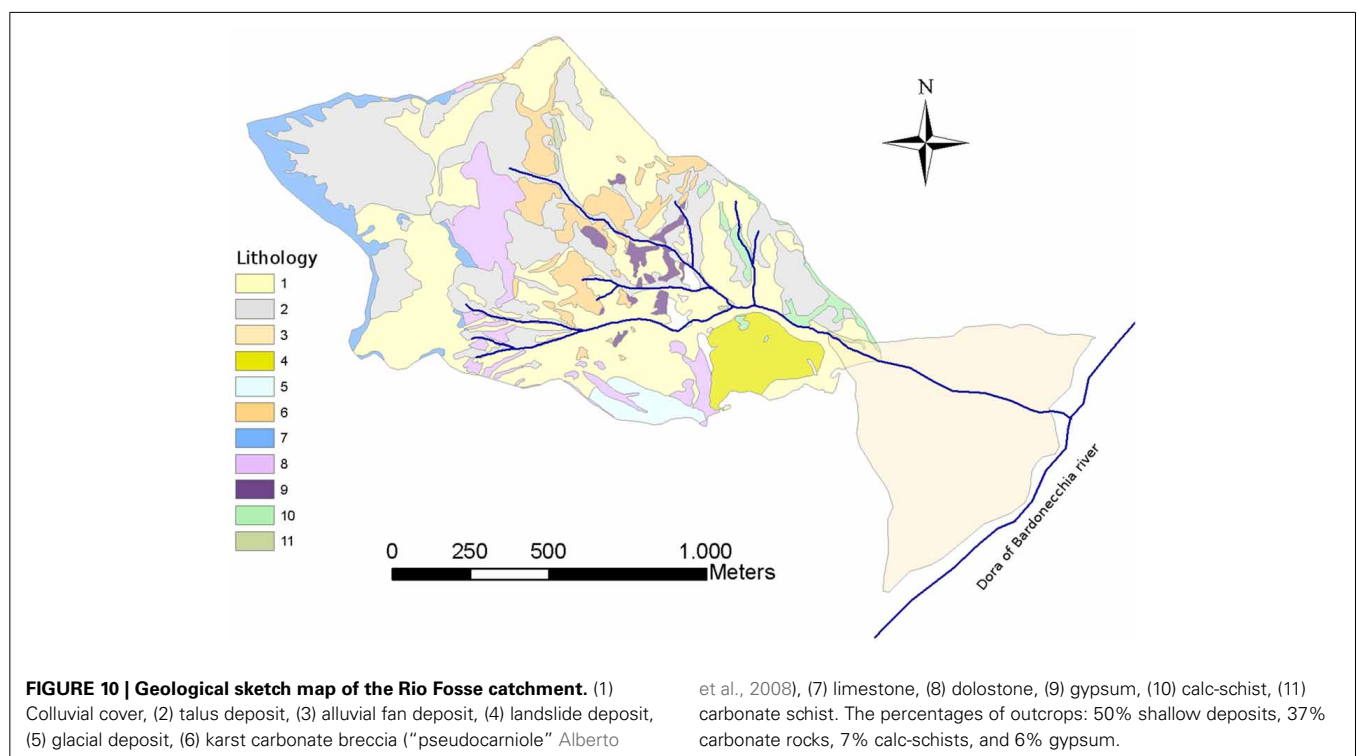 N
Lithology
1
2
3
4
5
6
7
8
9
10
11
0 250 500 1.000
Meters
Dora of Bardonecchia river
FIGURE 10 | Geological sketch map of the Rio Fosse catchment. (1)
Colluvial cover, (2) talus deposit, (3) alluvial fan deposit, (4) landslide deposit,
(5) glacial deposit, (6) karst carbonate breccia (“pseudocarniole” Alberto
et al., 2008), (7) limestone, (8) dolostone, (9) gypsum, (10) calc-schist, (11)
carbonate schist. The percentages of outcrops: 50% shallow deposits, 37%
carbonate rocks, 7% calc-schists, and 6% gypsum.